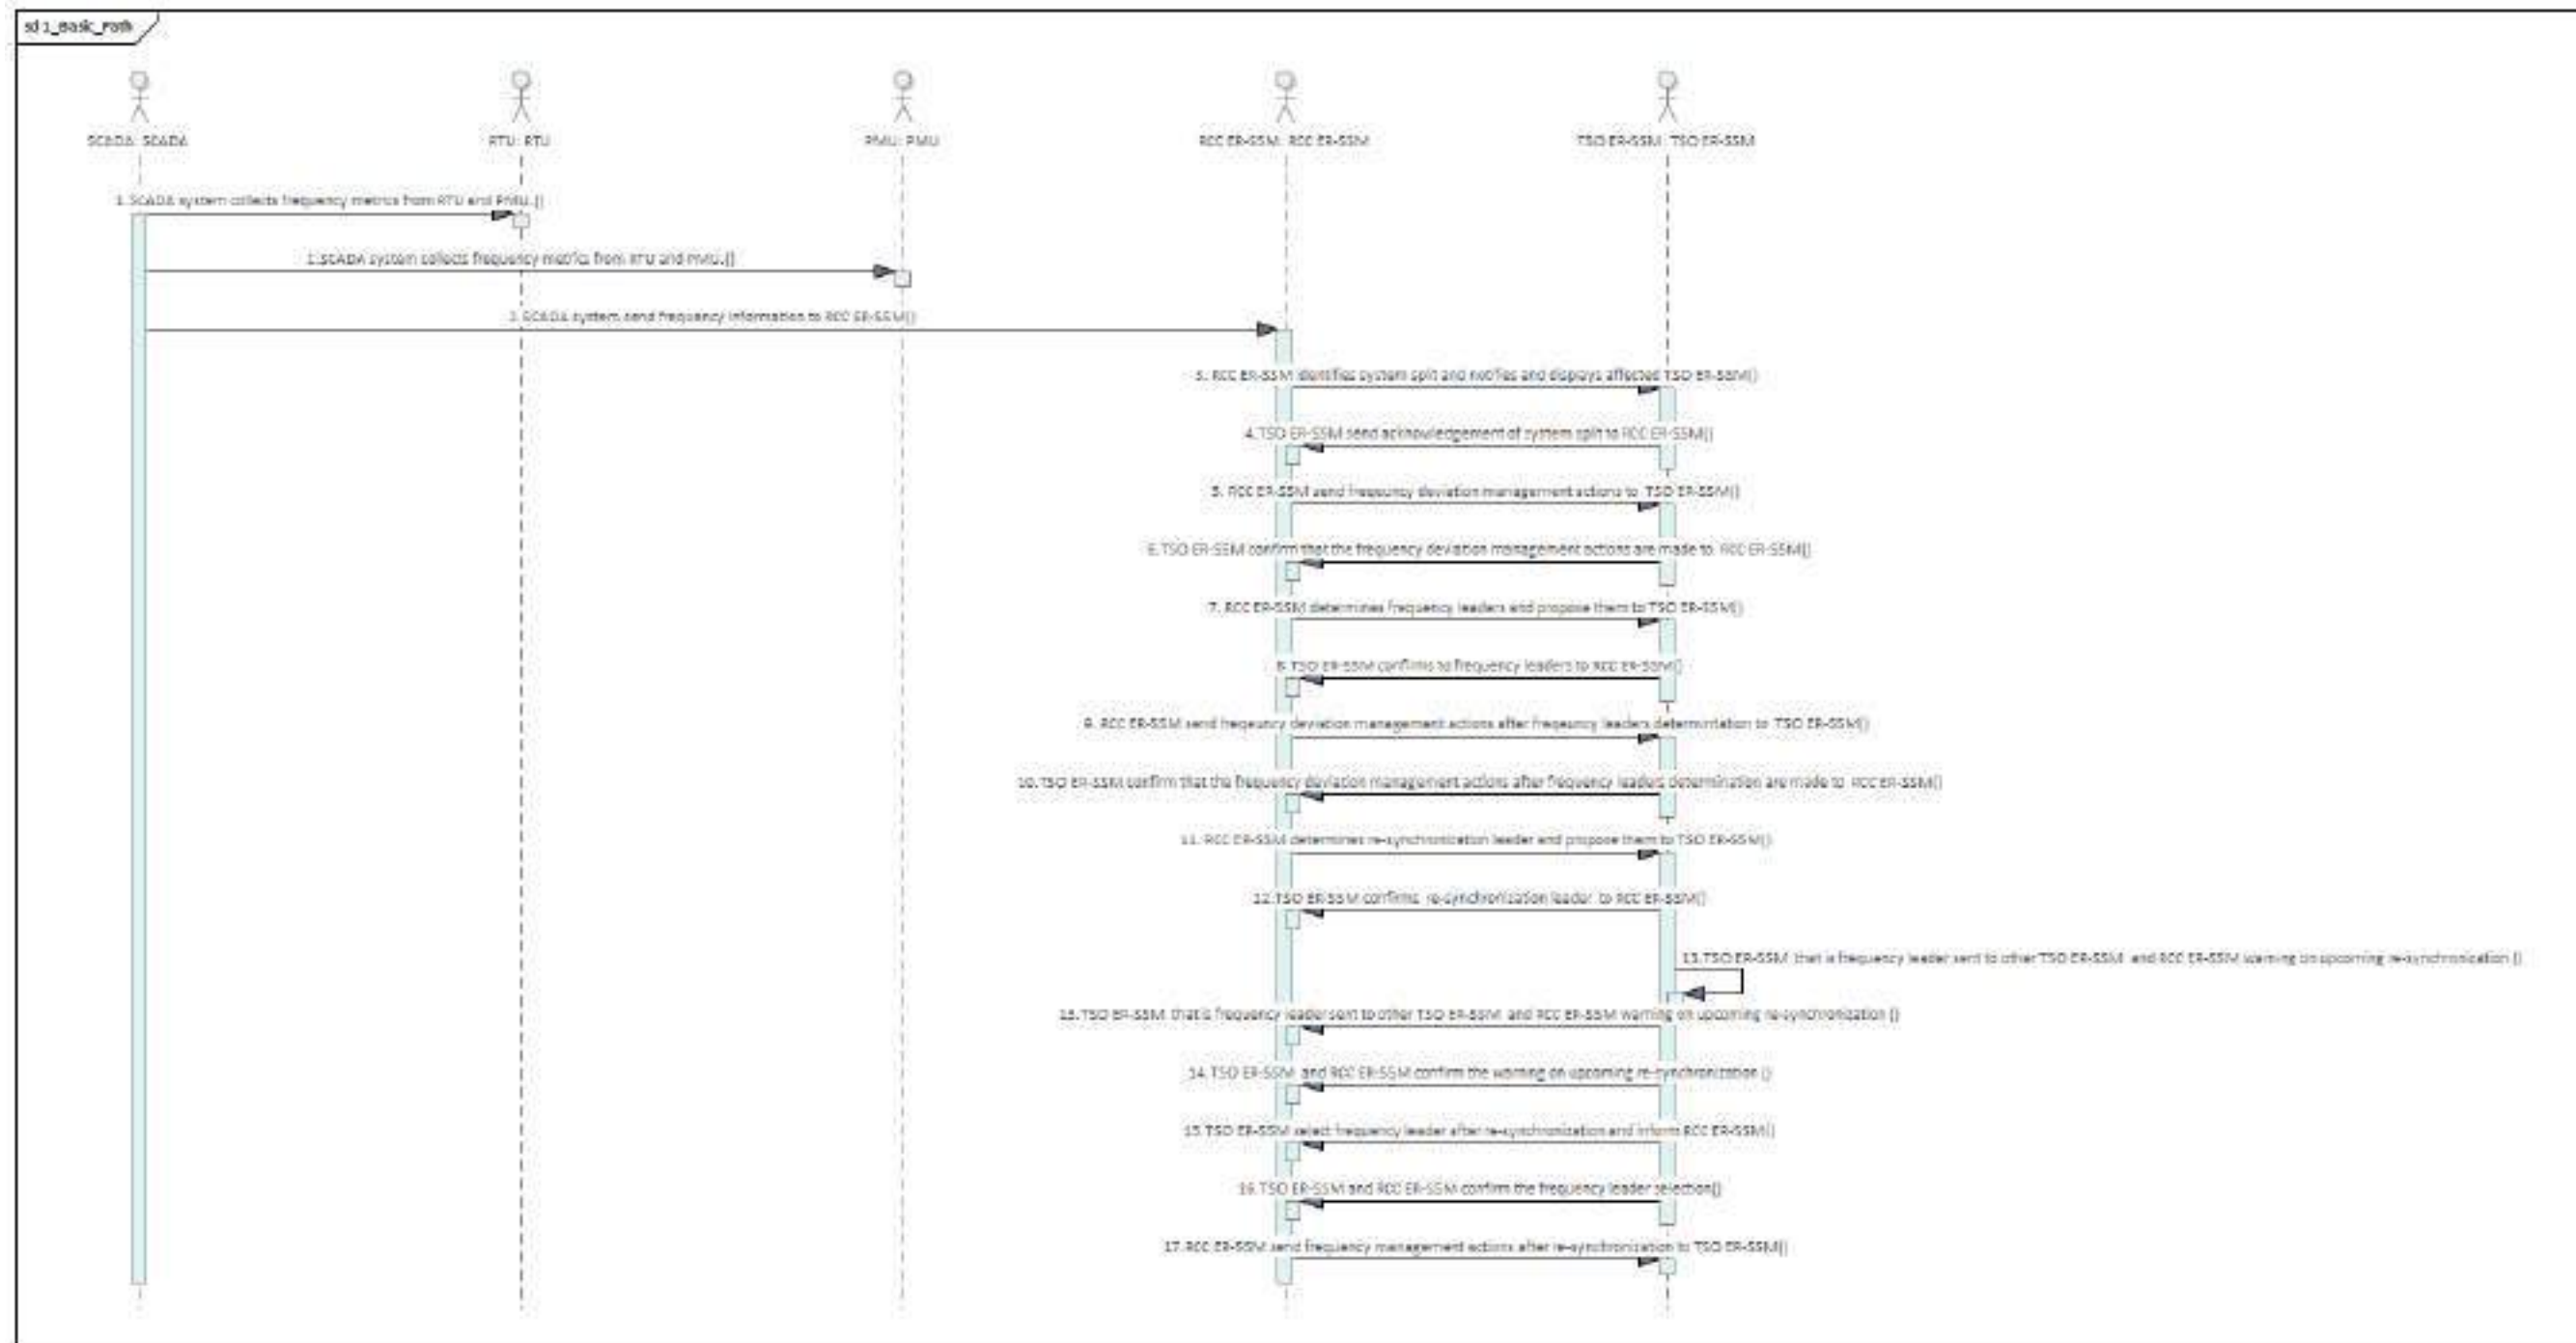 sd 1_Basic_Path
SCADA: SCADA
RTU: RTU
PMU: PMU
RCC ER-SSM: RCC ER-SSM
TSO ER-SSM: TSO ER-SSM
1. SCADA system collects frequency metrics from RTU and PMU.()
1. SCADA system collects frequency metrics from RTU and PMU.()
2. SCADA system send frequency information to RCC ER-SSM()
3. RCC ER-SSM identifies system split and notifies and displays affected TSO ER-SSM()
4. TSO ER-SSM send acknowledgement of system split to RCC ER-SSM()
5. RCC ER-SSM send freqeuncy deviation management actions to TSO ER-SSM()
6. TSO ER-SSM confirm that the frequency deviation management actions are made to RCC ER-SSM()
7. RCC ER-SSM determines frequency leaders and propose them to TSO ER-SSM()
8. TSO ER-SSM confirms to frequency leaders to RCC ER-SSM()
9. RCC ER-SSM send freqeuncy deviation management actions after freqeuncy leaders determintation to TSO ER-SSM()
10. TSO ER-SSM confirm that the frequency deviation management actions after frequency leaders determination are made to RCC ER-SSM()
11. RCC ER-SSM determines re-synchronization leader and propose them to TSO ER-SSM()
12. TSO ER-SSM confirms re-synchronization leader to RCC ER-SSM()
13. TSO ER-SSM that is frequency leader sent to other TSO ER-SSM and RCC ER-SSM warning on upcoming re-synchronization ()
13. TSO ER-SSM that is frequency leader sent to other TSO ER-SSM and RCC ER-SSM warning on upcoming re-synchronization ()
14. TSO ER-SSM and RCC ER-SSM confirm the warning on upcoming re-synchronization ()
15. TSO ER-SSM select frequency leader after re-synchronization and inform RCC ER-SSM()
16. TSO ER-SSM and RCC ER-SSM confirm the frequency leader selection()
17. RCC ER-SSM send frequency management actions after re-synchronization to TSO ER-SSM()